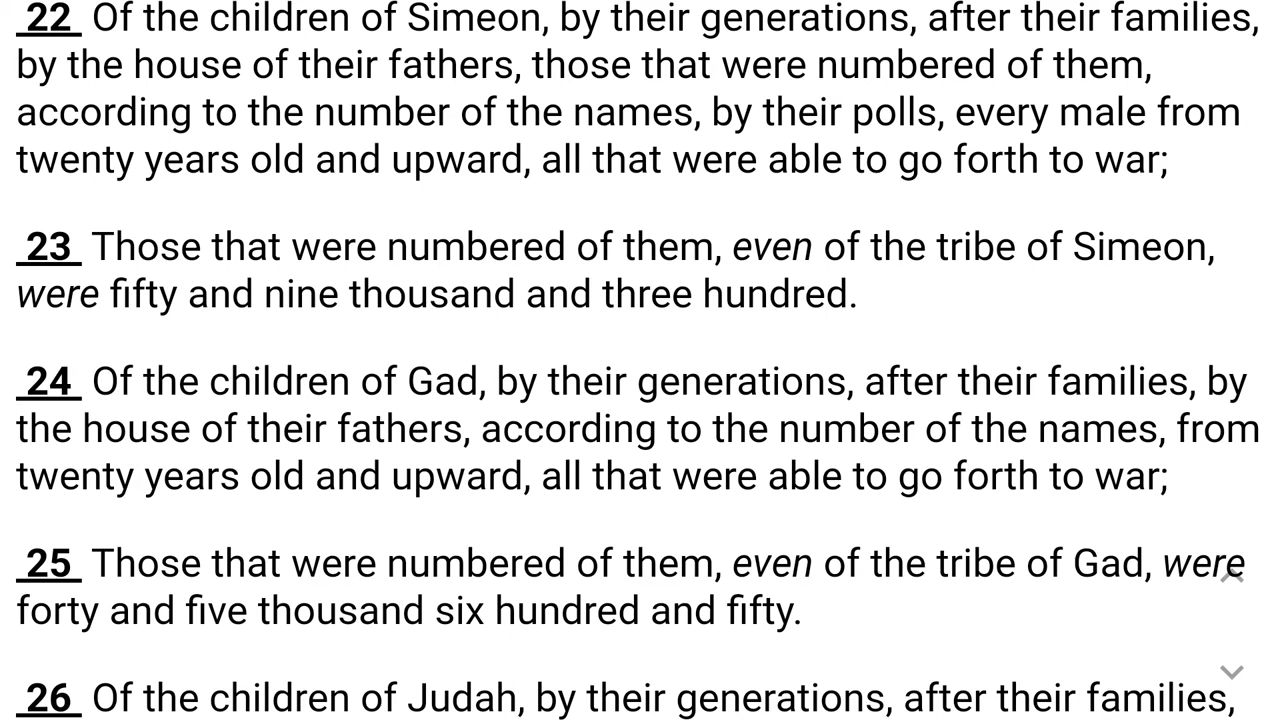 22 Of the children of Simeon, by their generations, after their families,
by the house of their fathers, those that were numbered of them,
according to the number of the names, by their polls, every male from
twenty years old and upward, all that were able to go forth to war;
23 Those that were numbered of them, even of the tribe of Simeon,
were fifty and nine thousand and three hundred.
24 Of the children of Gad, by their generations, after their families, by
the house of their fathers, according to the number of the names, from
twenty years old and upward, all that were able to go forth to war;
25 Those that were numbered of them, even of the tribe of Gad, were
forty and five thousand six hundred and fifty.
26 Of the children of Judah, by their generations, after their families,